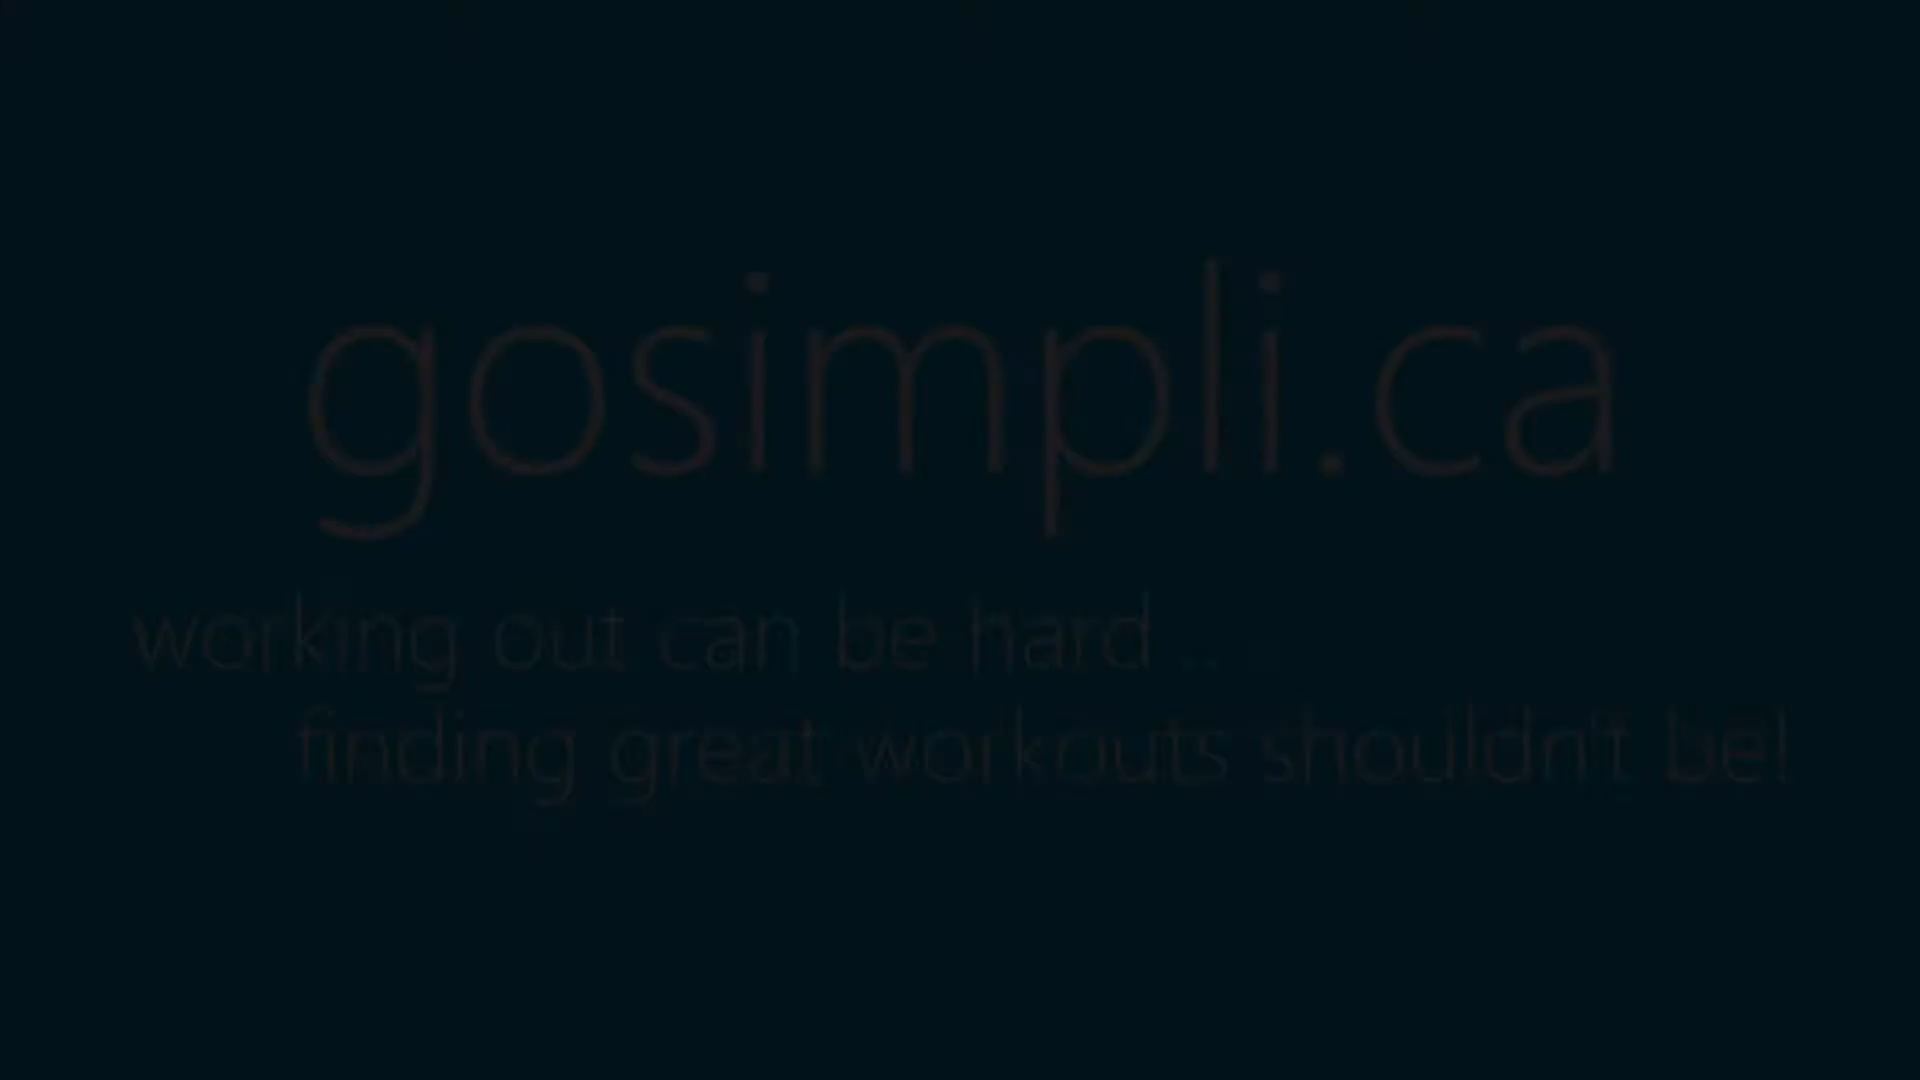 gosimpli.ca
working out can be hard ...
finding great workouts shouldn't be!